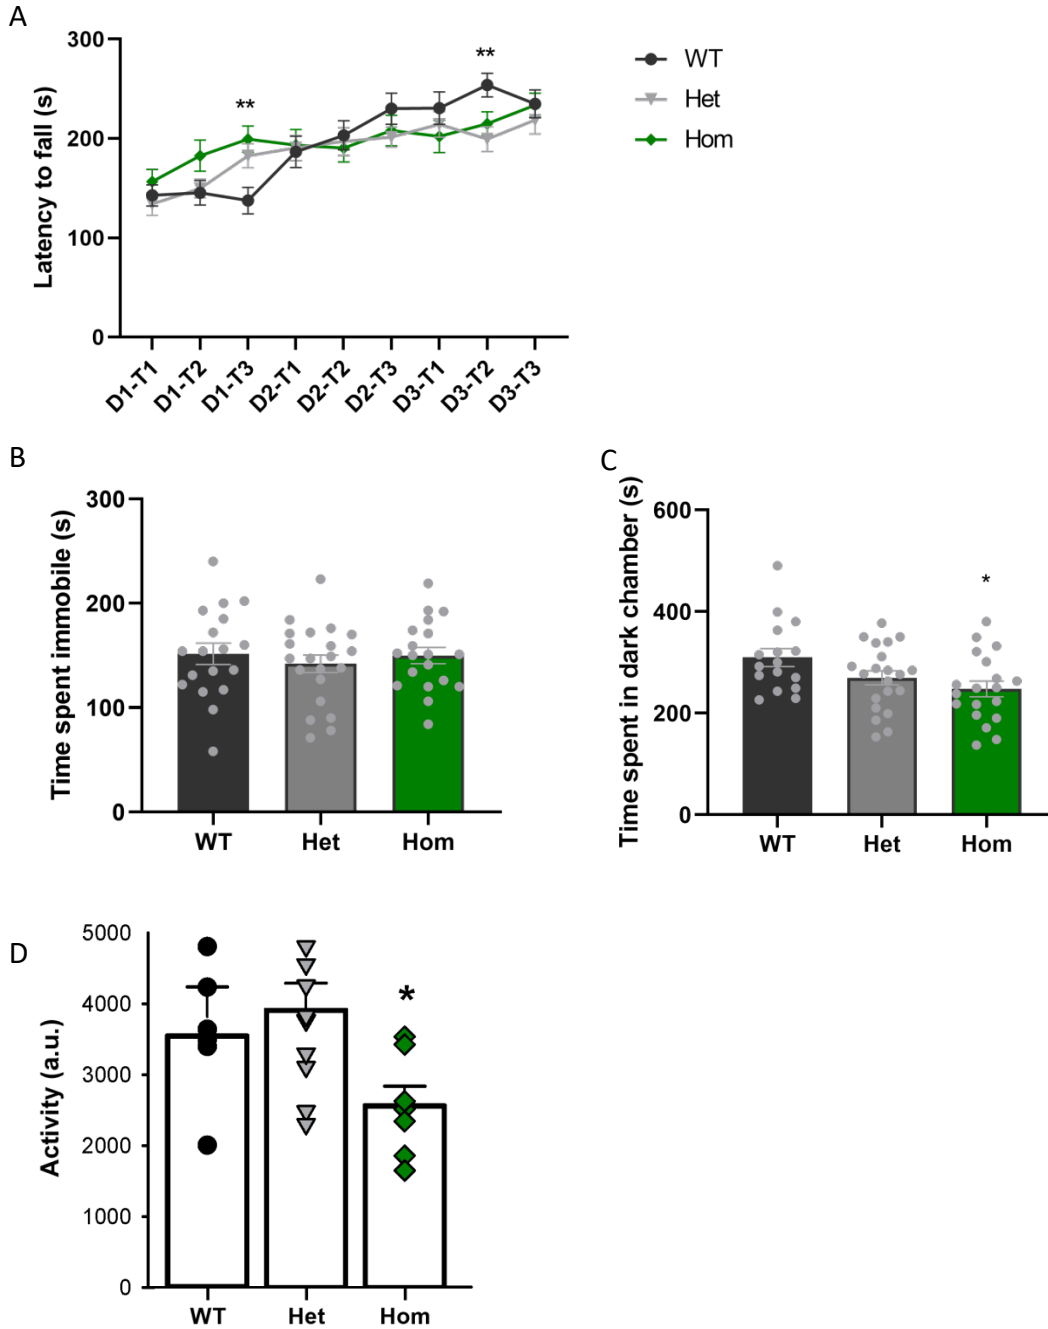 A
Latency to fall (s)
300
200
100
0
**
**
D1-T1
D1-T2
D1-T3
D2-T1
D2-T2
D2-T3
D3-T1
D3-T2
D3-T3
WT
Het
Hom
B
Time spent immobile (s)
300
200
100
0
WT
Het
Hom
C
Time spent in dark chamber (s)
600
400
200
0
*
WT
Het
Hom
D
Activity (a.u.)
5000
4000
3000
2000
1000
0
*
WT
Het
Hom